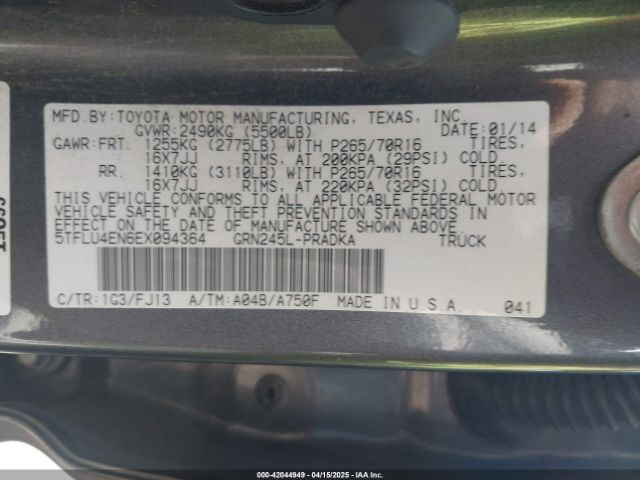 MFD.BY:TOYOTA MOTOR MANUFACTURING, TEXAS, INC.
GVWR:2490KG (5500LB) DATE:01/14
GAWR:FRT. 1255KG (2775LB) WITH P265/70R16 TIRES,
16X7JJ RIMS, AT 200KPA (29PSI) COLD
RR. 1410KG (3110LB) WITH P265/70R16 TIRES,
16X7JJ RIMS, AT 220KPA (32PSI) COLD.
THIS VEHICLE CONFORMS TO ALL APPLICABLE FEDERAL MOTOR
VEHICLE SAFETY AND THEFT PREVENTION STANDARDS IN
EFFECT ON THE DATE OF MANUFACTURE SHOWN ABOVE.
5TFLU4EN6EX094364 GRN245L-PRADKA TRUCK
C/TR:1G3/FJ13 A/TM:A04B/A750F MADE IN U.S.A. 041
000-42044949 04/15/2025 IAAI.COM